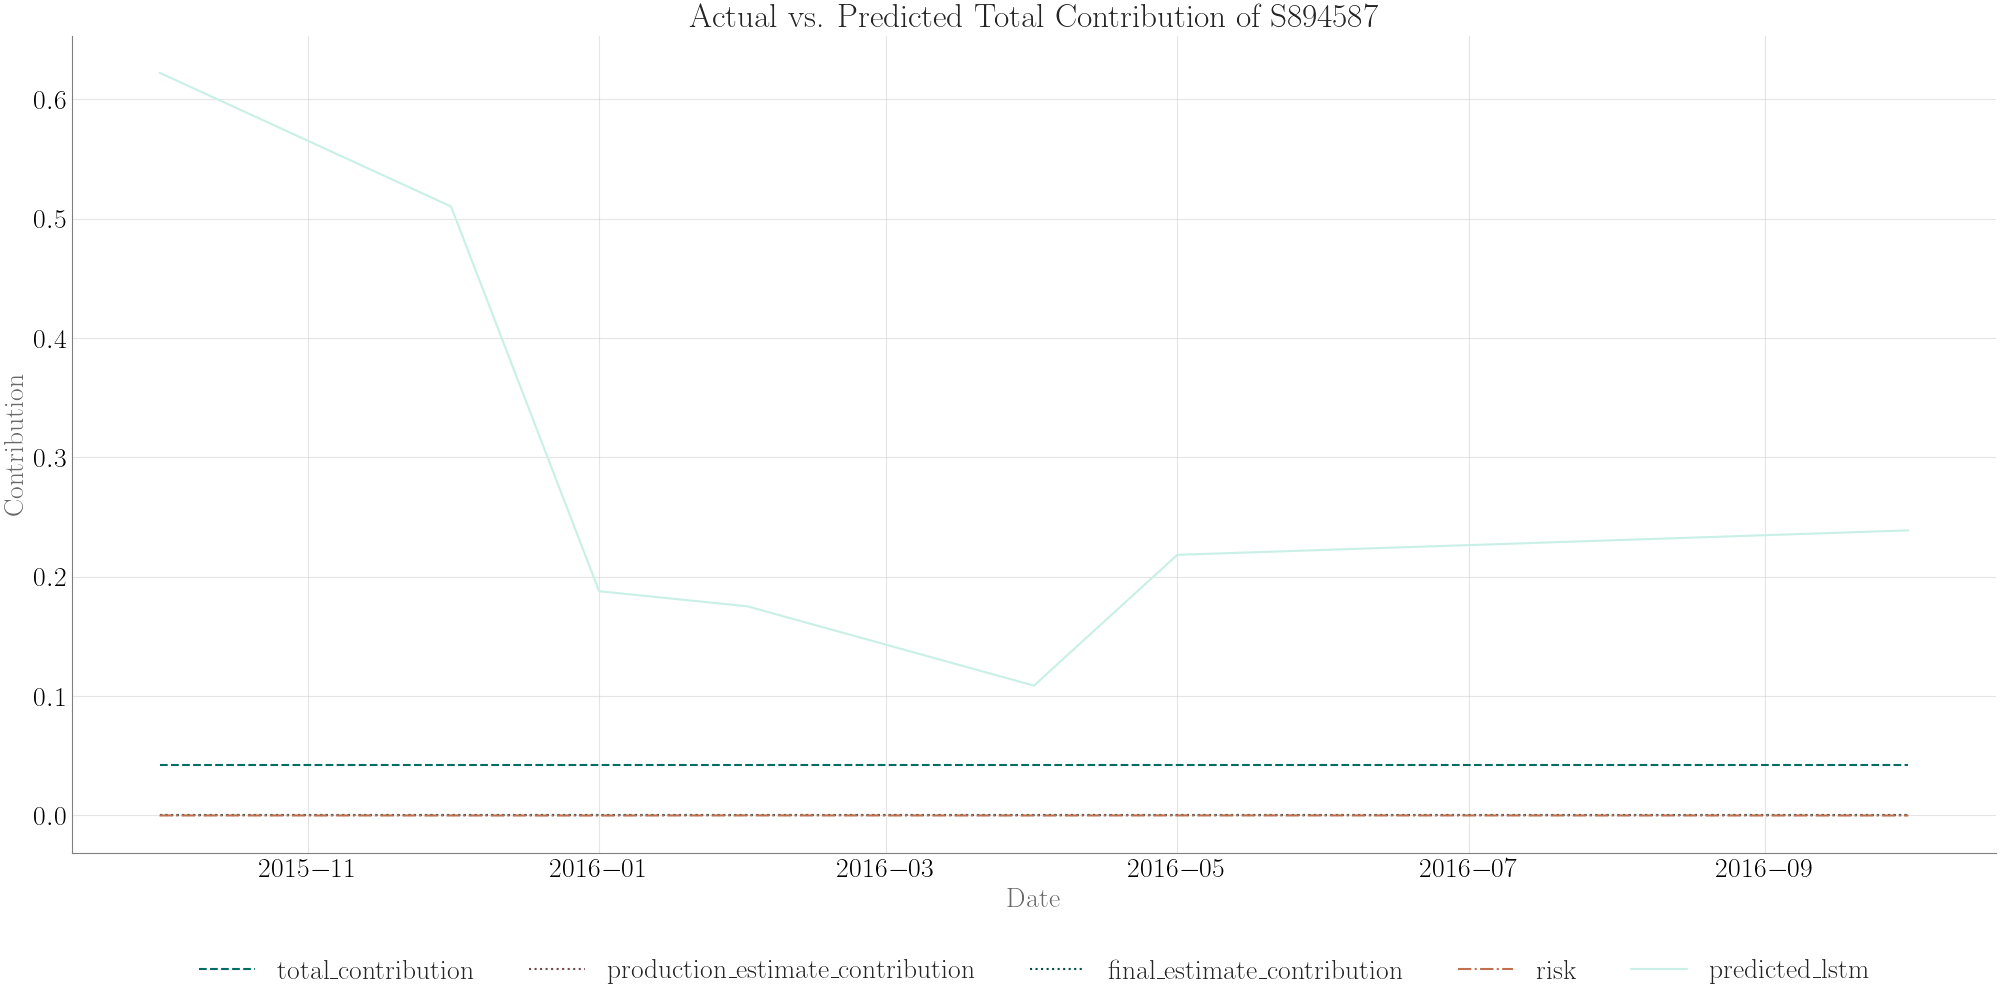 Actual vs. Predicted Total Contribution of S894587
0.6
0.5
0.4
0.3
0.2
0.1
0.0
Contribution
2015–11 2016–01 2016–03 2016–05 2016–07 2016–09
Date
total_contribution production_estimate_contribution final_estimate_contribution risk predicted_lstm